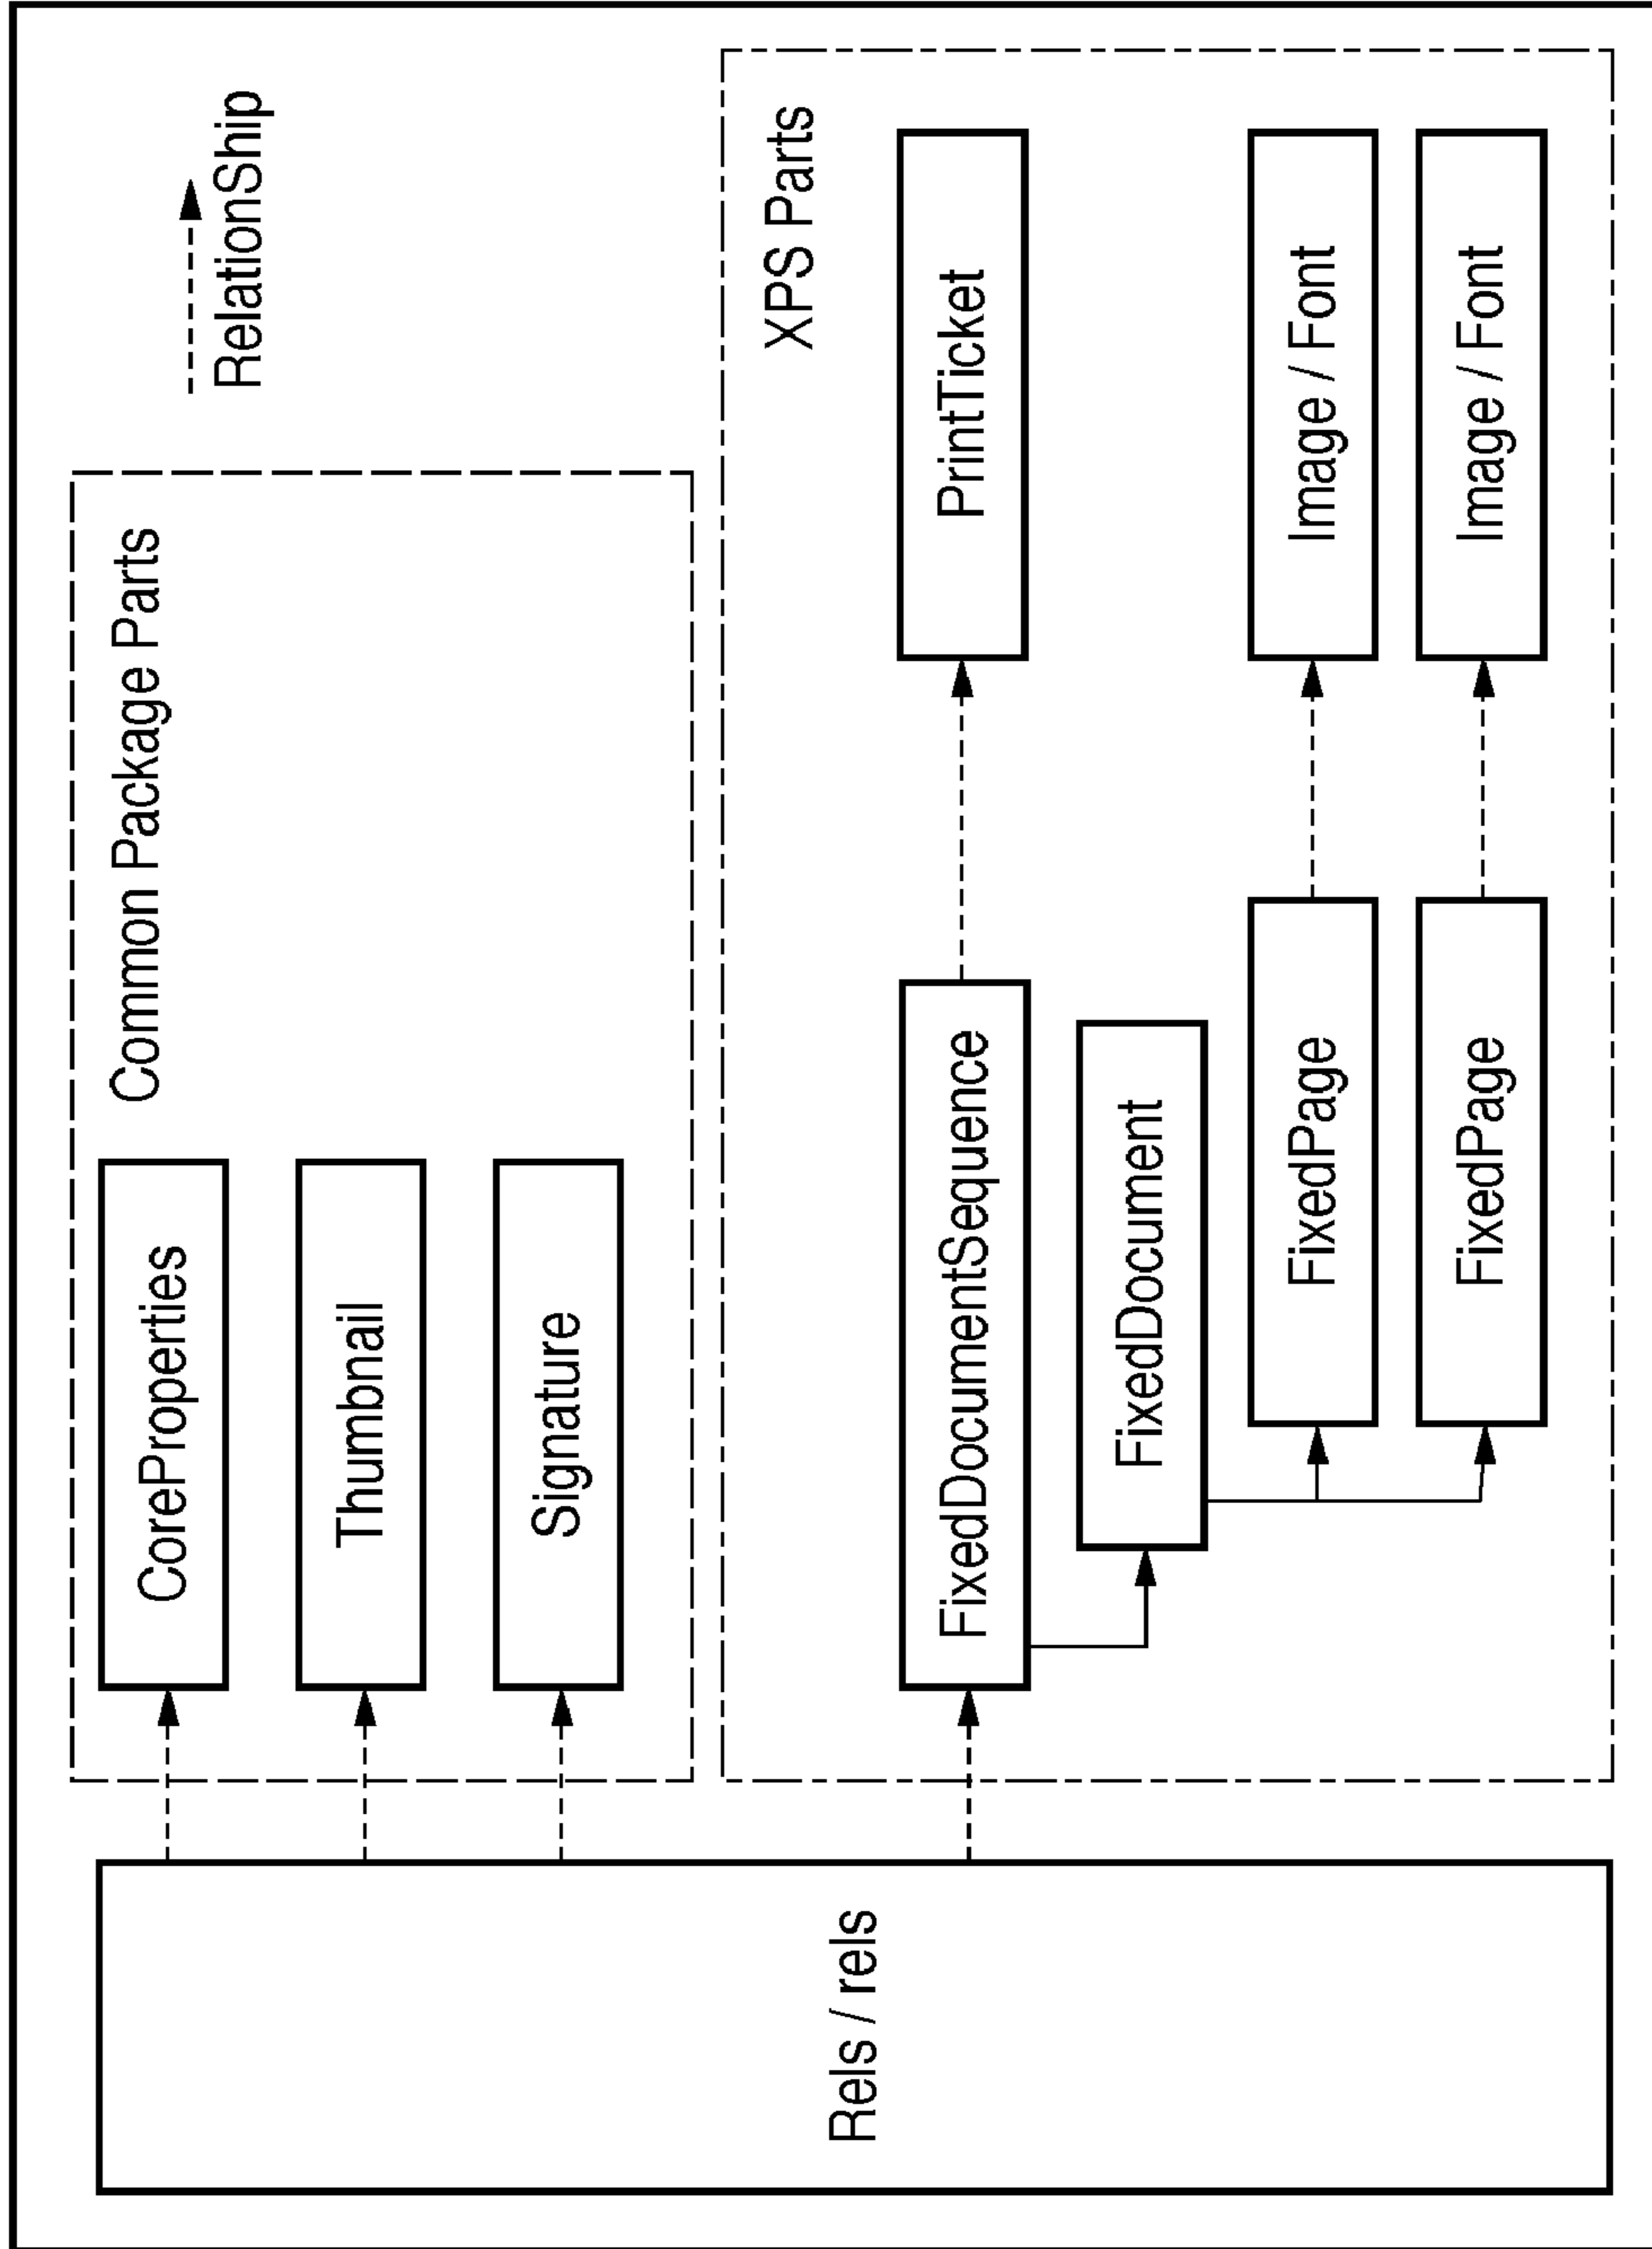 RelationShip
Common Package Parts
CoreProperties
Thumbnail
Signature
Rels / rels
XPS Parts
FixedDocumentSequence
PrintTicket
FixedDocument
FixedPage
Image / Font
FixedPage
Image / Font